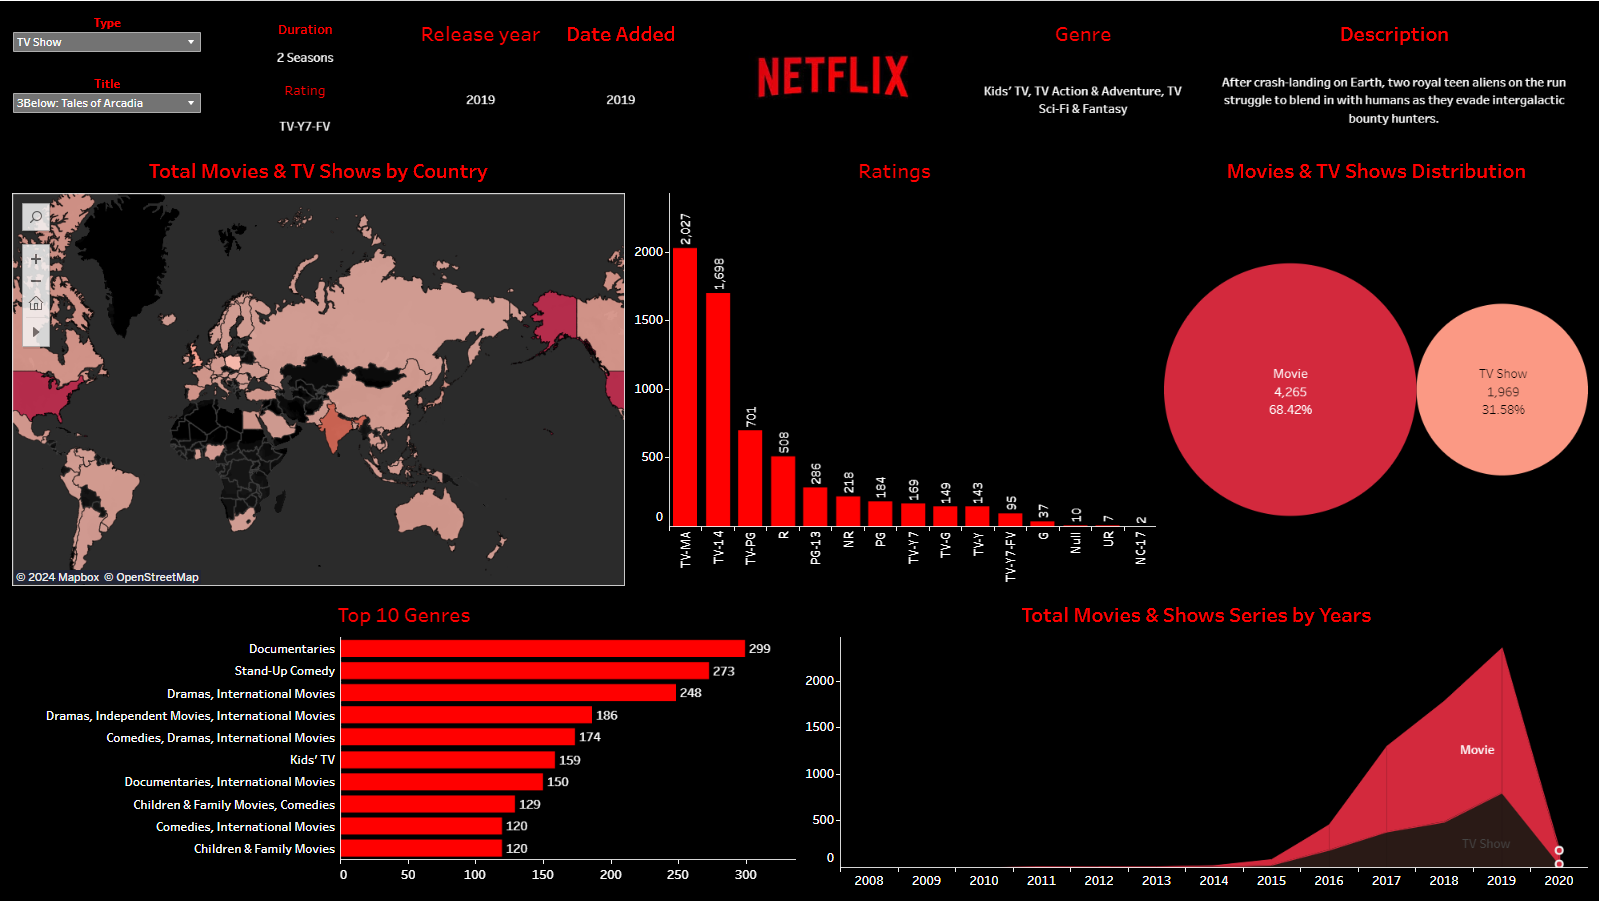 Type
TV Show
Title
3Below: Tales of Arcadia
Duration
2 Seasons
Rating
TV-Y7-FV
Release year
2019
Date Added
2019
NETFLIX
Genre
Kids’ TV, TV Action & Adventure, TV
Sci-Fi & Fantasy
Description
After crash-landing on Earth, two royal teen aliens on the run
struggle to blend in with humans as they evade intergalactic
bounty hunters.
Total Movies & TV Shows by Country
© 2024 Mapbox © OpenStreetMap
Ratings
2000
1500
1000
500
0
2,027
1,698
701
508
286
218
184
169
149
143
95
37
10
7
2
TV-MA
TV-14
TV-PG
R
PG-13
NR
PG
TV-Y7
TV-G
TV-Y
TV-Y7-FV
G
Null
UR
NC-17
Movies & TV Shows Distribution
Movie
4,265
68.42%
TV Show
1,969
31.58%
Top 10 Genres
Documentaries 299
Stand-Up Comedy 273
Dramas, International Movies 248
Dramas, Independent Movies, International Movies 186
Comedies, Dramas, International Movies 174
Kids’ TV 159
Documentaries, International Movies 150
Children & Family Movies, Comedies 129
Comedies, International Movies 120
Children & Family Movies 120
0 50 100 150 200 250 300
Total Movies & Shows Series by Years
2000
1500
1000
500
0
Movie
TV Show
2008 2009 2010 2011 2012 2013 2014 2015 2016 2017 2018 2019 2020